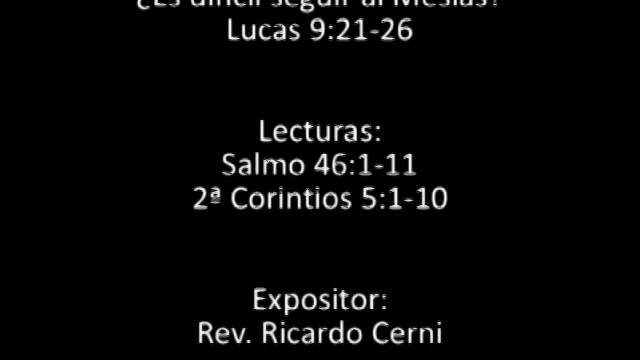 ¿Es difícil seguir al Mesías?
Lucas 9:21-26
Lecturas:
Salmo 46:1-11
2ª Corintios 5:1-10
Expositor:
Rev. Ricardo Cerni